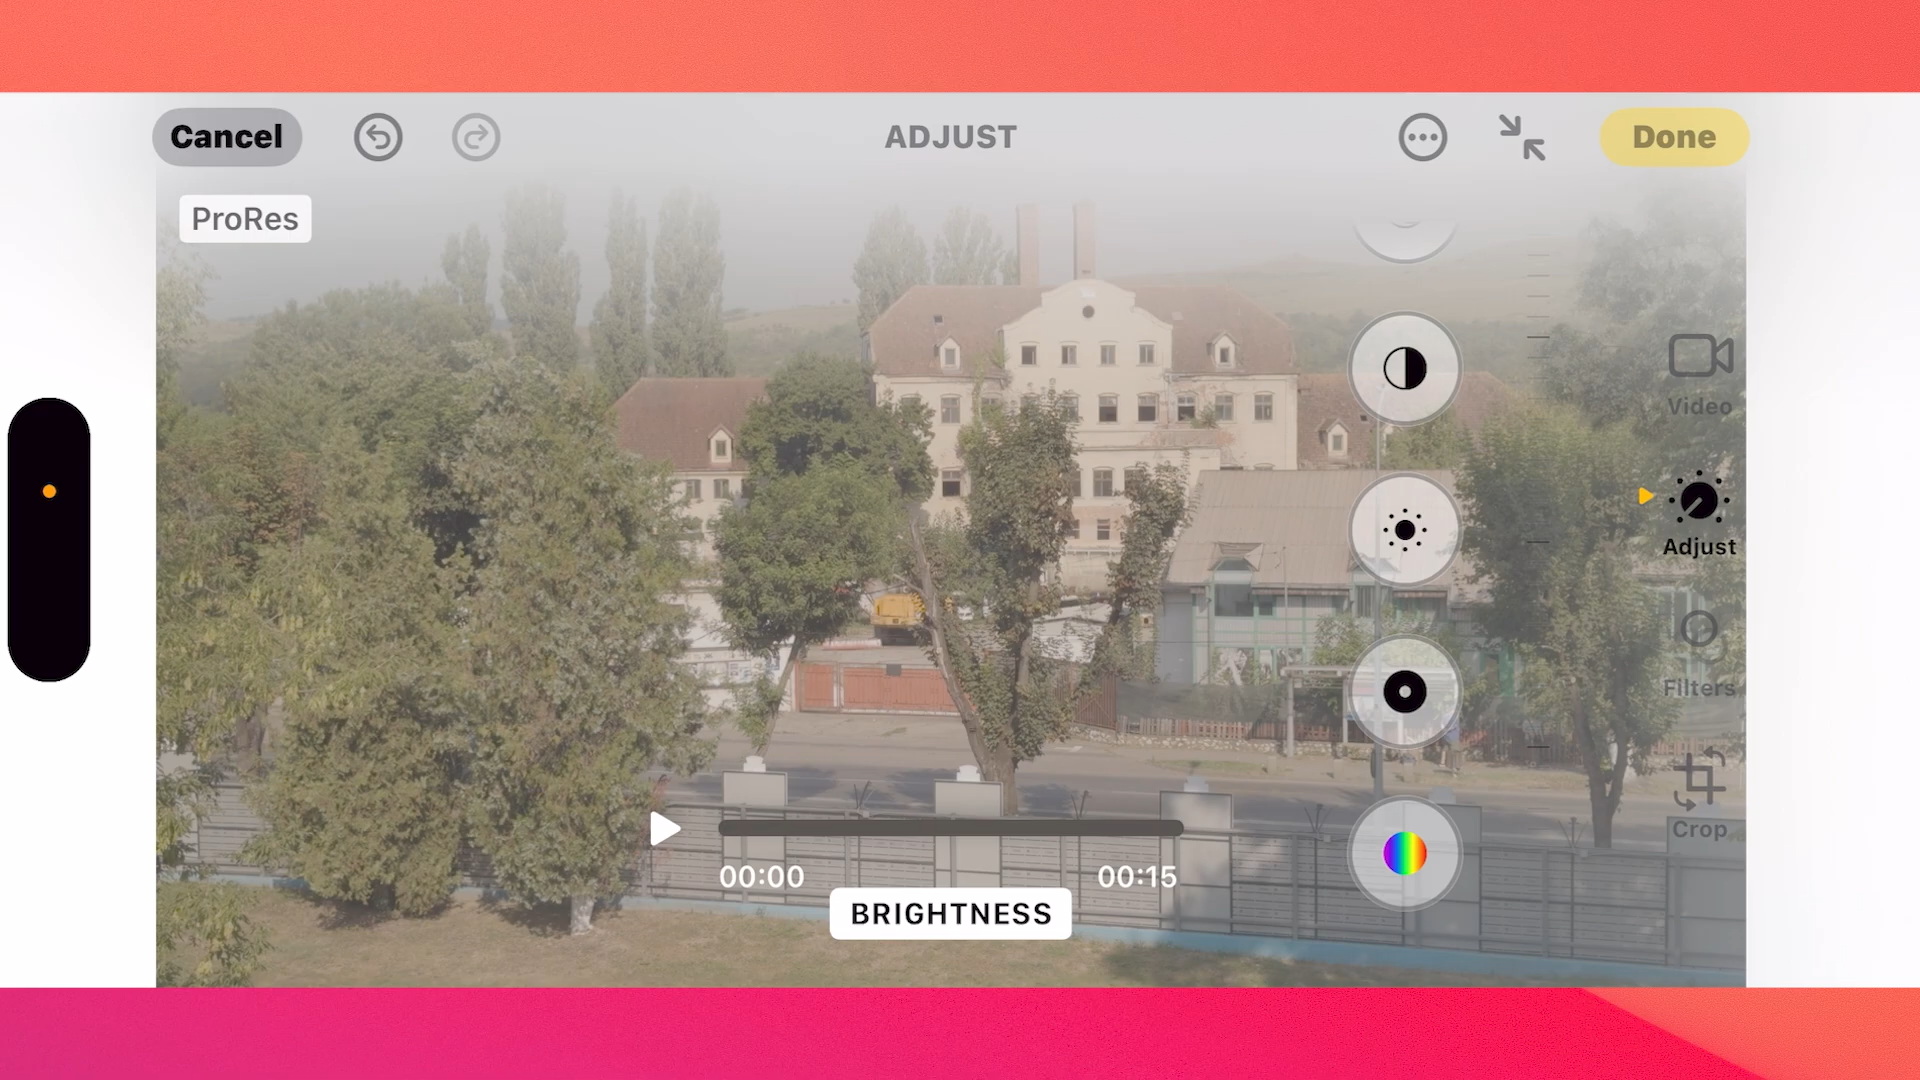 Cancel
ADJUST
Done
ProRes
Video
Adjust
Filters
Crop
00:00
00:15
BRIGHTNESS